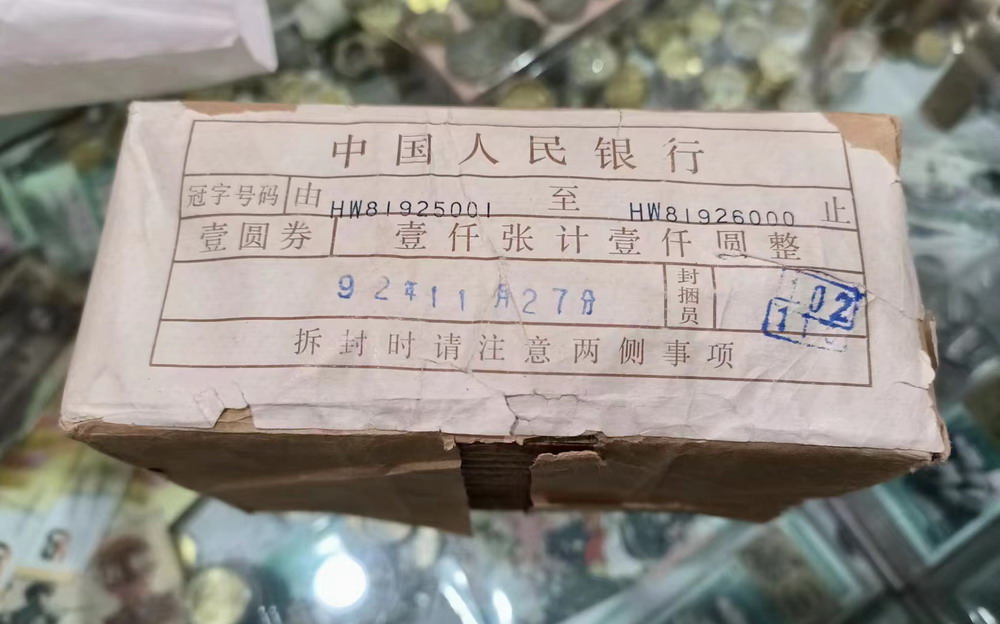 中国人民银行
冠字号码 由 HW81925001 至 HW81926000 止
壹圆券 壹仟张计壹仟圆整
92年11月27日 封捆员 102
拆封时请注意两侧事项